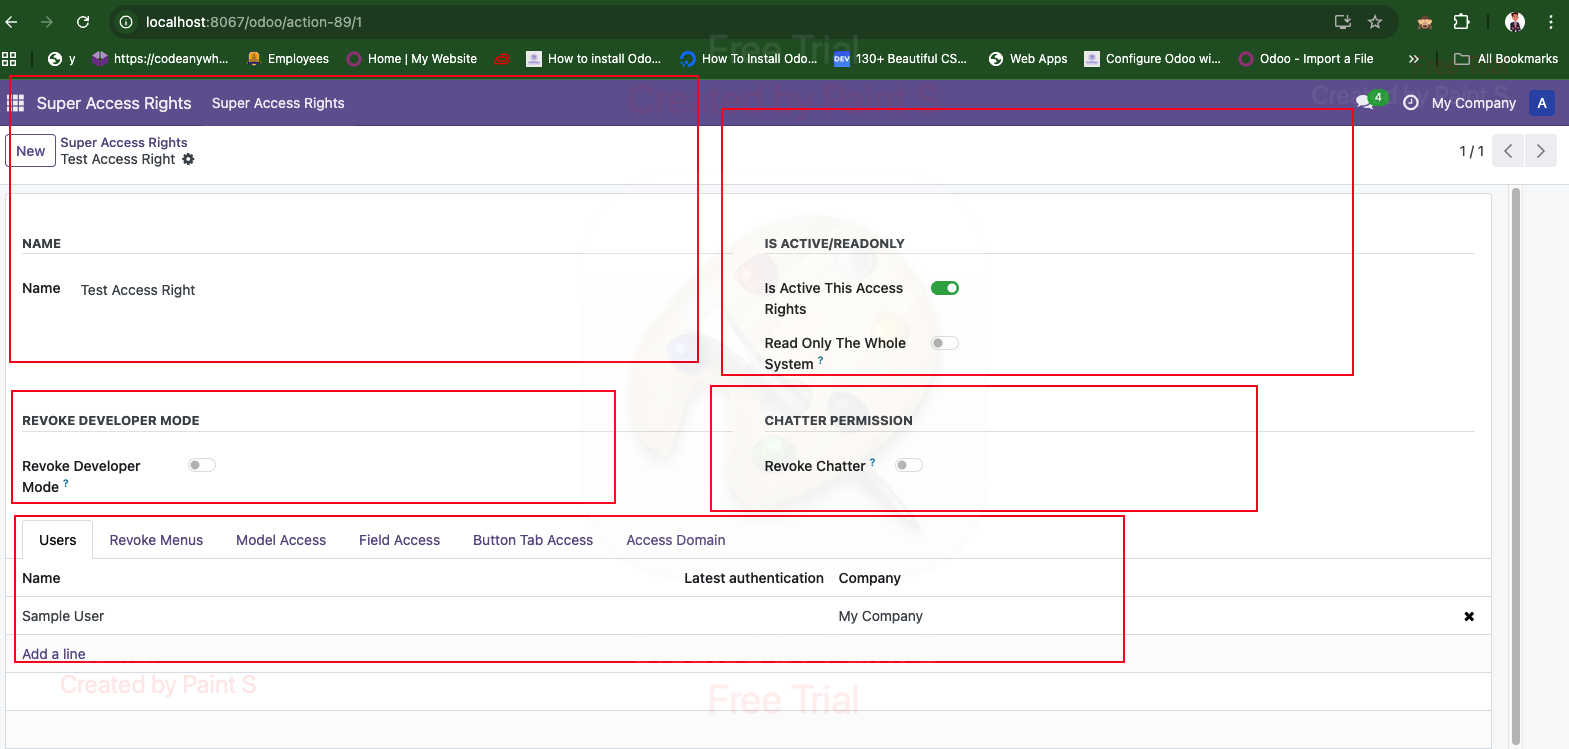 localhost:8067/odoo/action-89/1
y https://codeanywh... Employees Home | My Website How to install Odo... How To Install Odo... DEV 130+ Beautiful CS... Web Apps Configure Odoo wi... Odoo - Import a File » All Bookmarks
Free Trial
Created by Paint S
Created by Paint S
Super Access Rights Super Access Rights 4 My Company A
New Super Access Rights
Test Access Right
1 / 1
NAME
Name Test Access Right
IS ACTIVE/READONLY
Is Active This Access
Rights
Read Only The Whole
System ?
REVOKE DEVELOPER MODE
Revoke Developer
Mode ?
CHATTER PERMISSION
Revoke Chatter ?
Users Revoke Menus Model Access Field Access Button Tab Access Access Domain
Name Latest authentication Company
Sample User My Company
Add a line
Created by Paint S
Free Trial